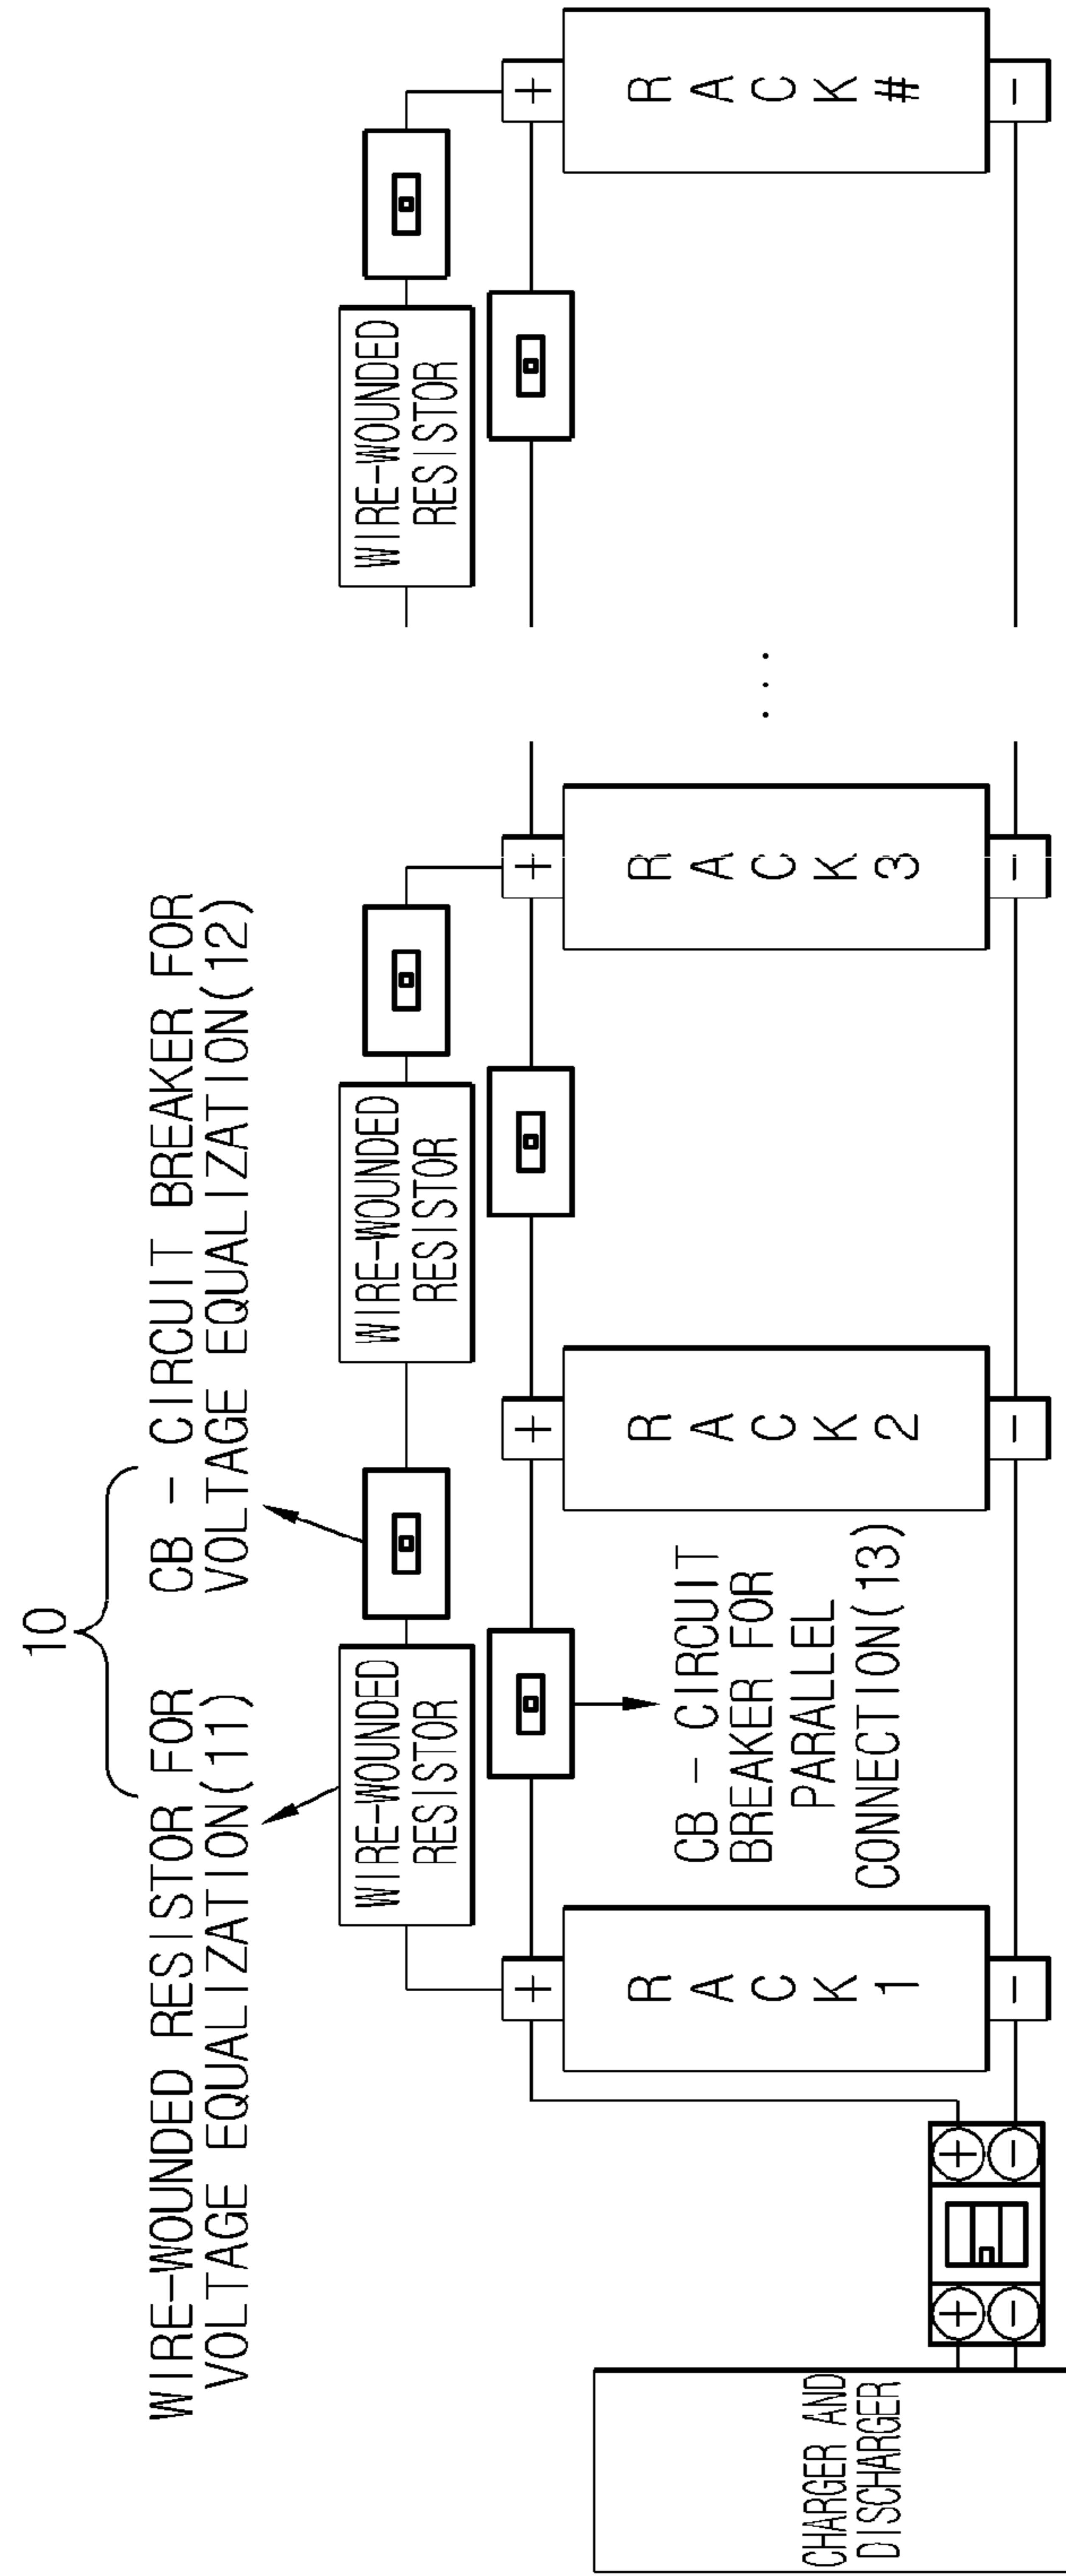 10
WIRE-WOUNDED RESISTOR FOR
VOLTAGE EQUALIZATION(11)
CB - CIRCUIT BREAKER FOR
VOLTAGE EQUALIZATION(12)
WIRE-WOUNDED
RESISTOR
WIRE-WOUNDED
RESISTOR
WIRE-WOUNDED
RESISTOR
+
+
+
+
CB - CIRCUIT
BREAKER FOR
PARALLEL
CONNECTION(13)
RACK1
RACK2
RACK3
...
RACK#
-
-
-
-
CHARGER AND
DISCHARGER
+ +
- -